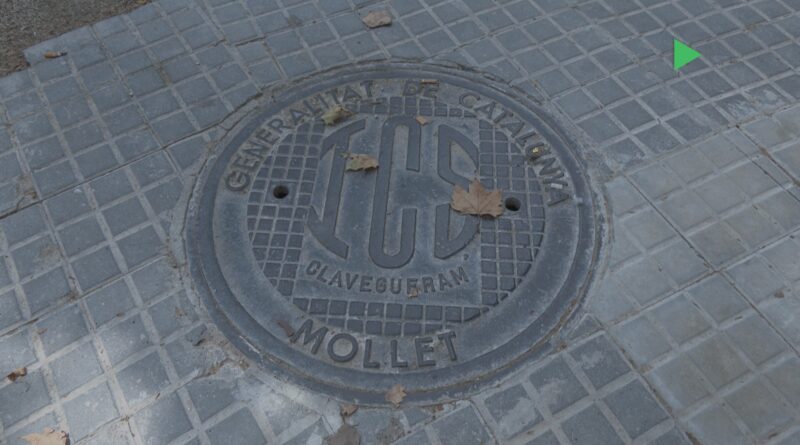 GENERALITAT DE CATALUNYA
ICS
CLAVEGUERAM
MOLLET